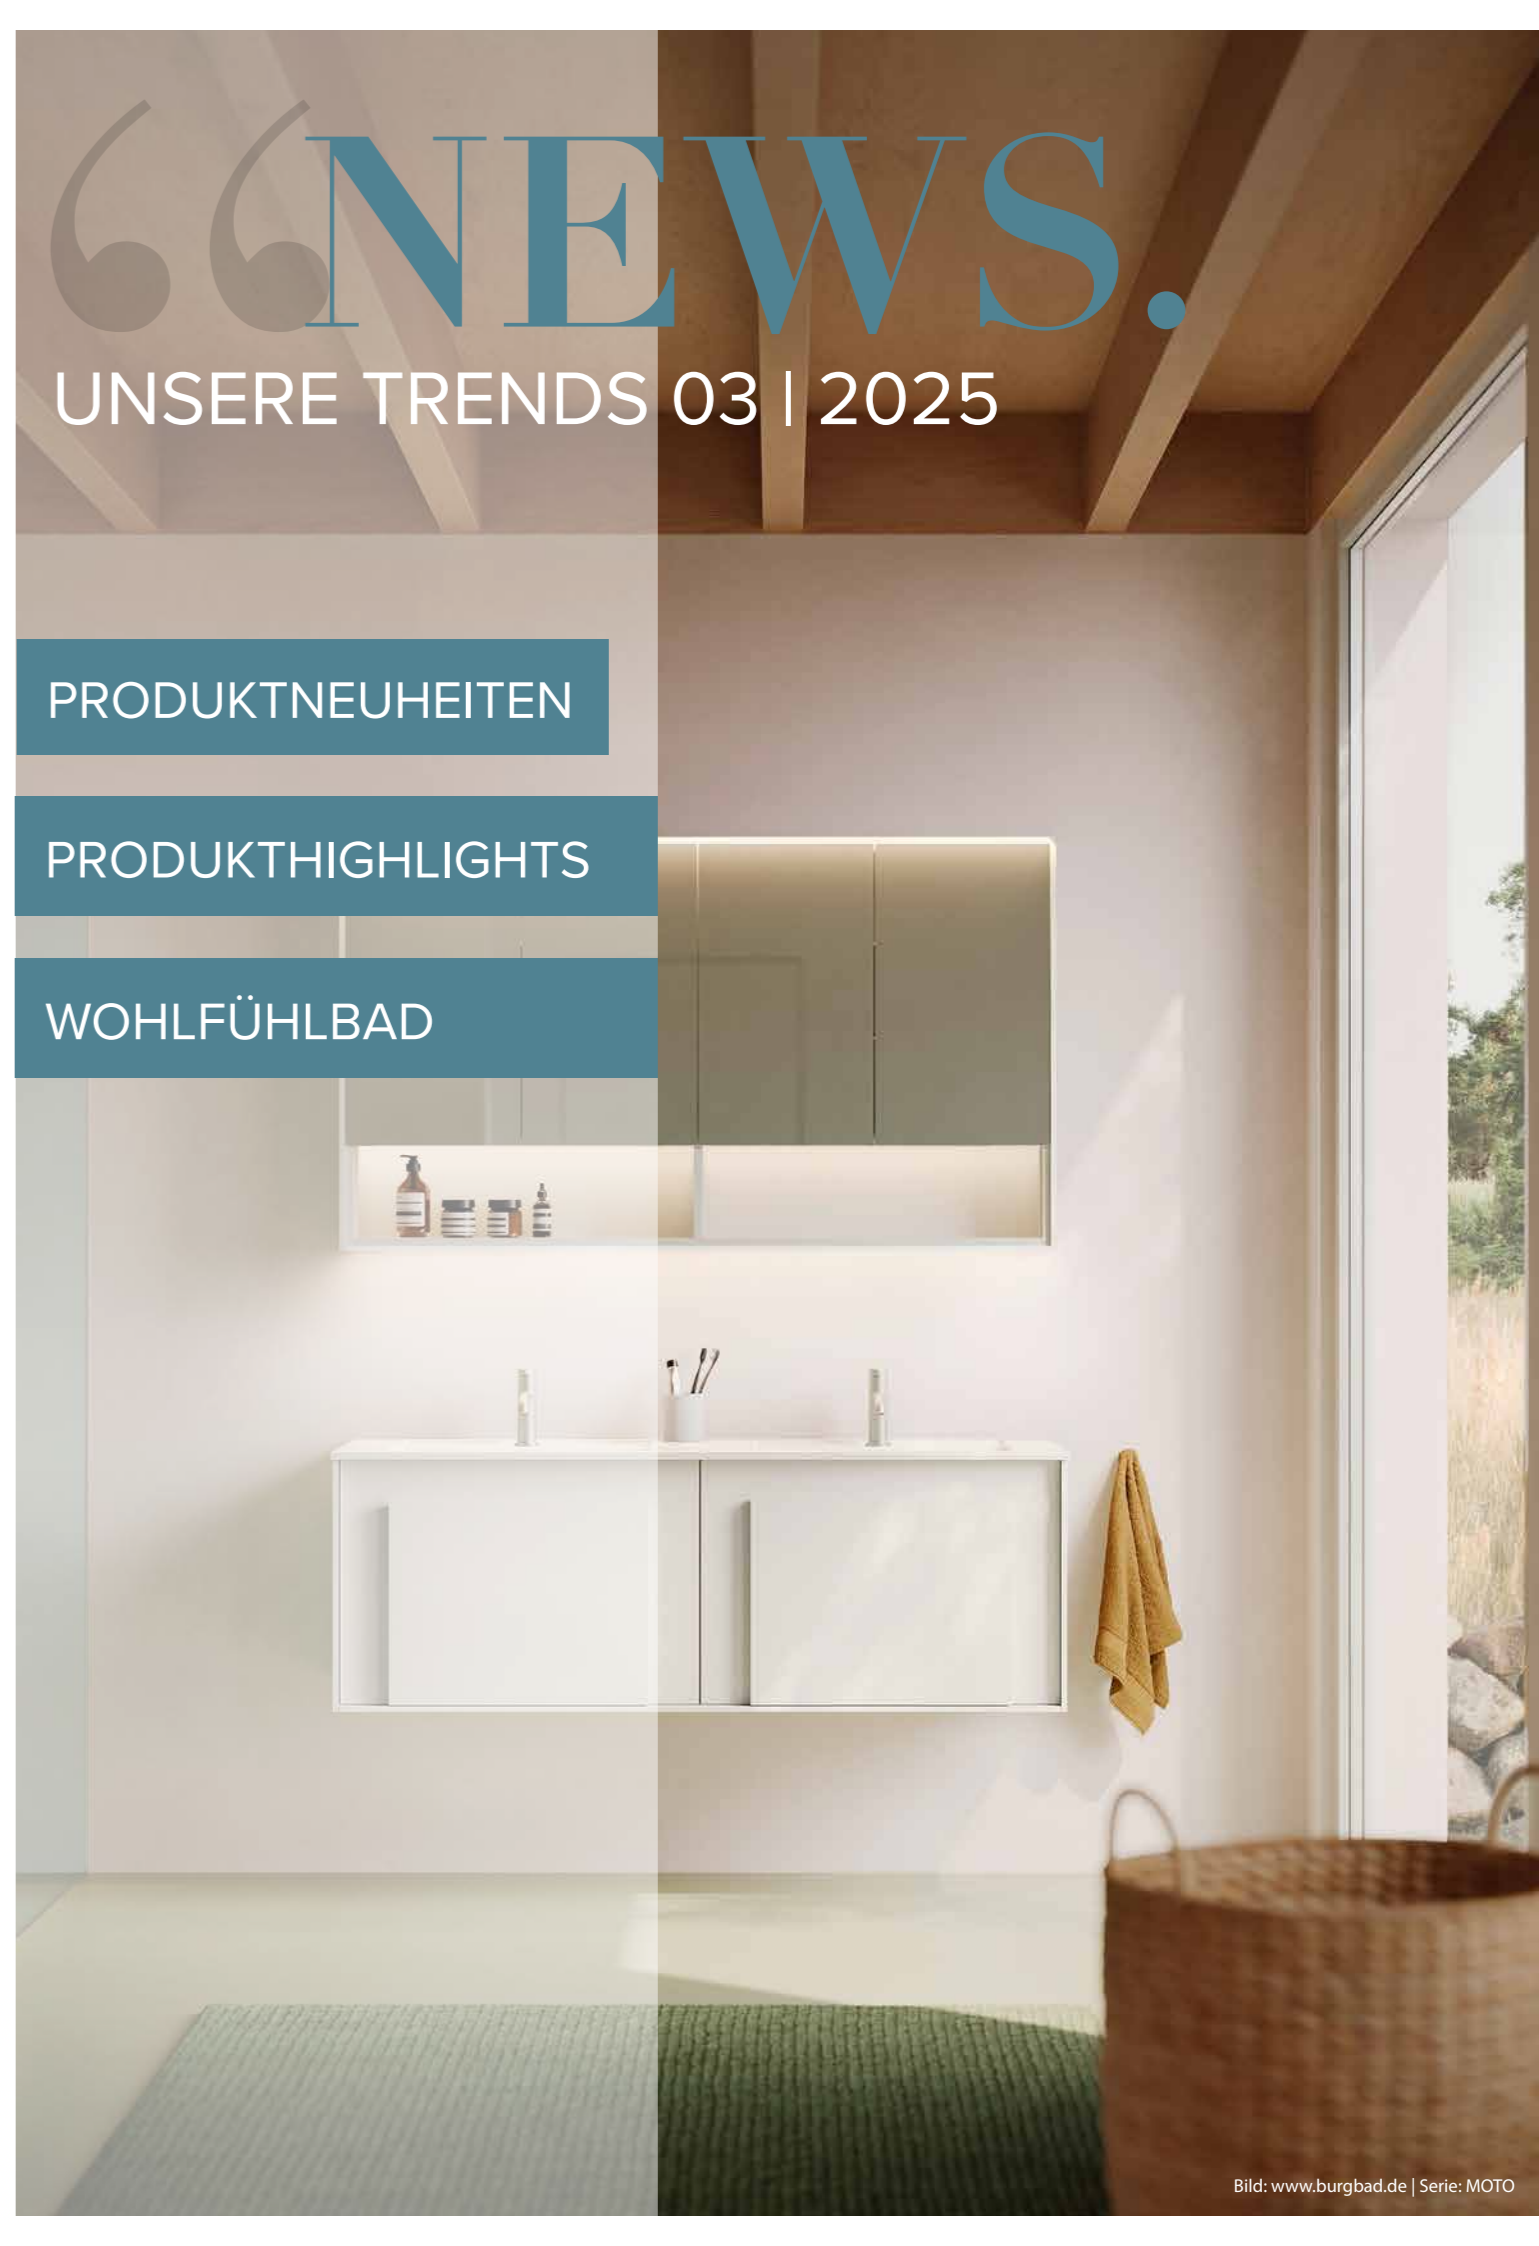 “NEWS.
UNSERE TRENDS 03 | 2025
PRODUKTNEUHEITEN
PRODUKTHIGHLIGHTS
WOHLFÜHLBAD
Bild: www.burgbad.de | Serie: MOTO